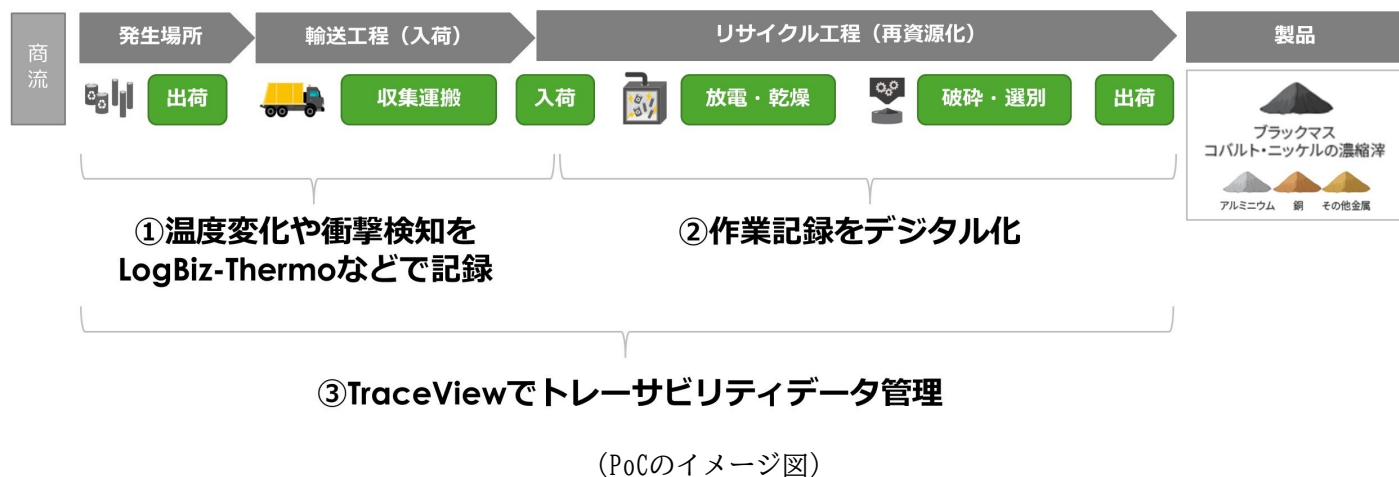 商流
発生場所
輸送工程（入荷）
リサイクル工程（再資源化）
製品
出荷
収集運搬
入荷
放電・乾燥
破砕・選別
出荷
ブラックマス
コバルト・ニッケルの濃縮滓
アルミニウム 銅 その他金属
①温度変化や衝撃検知を
LogBiz-Thermoなどで記録
②作業記録をデジタル化
③TraceViewでトレーサビリティデータ管理
（PoCのイメージ図）